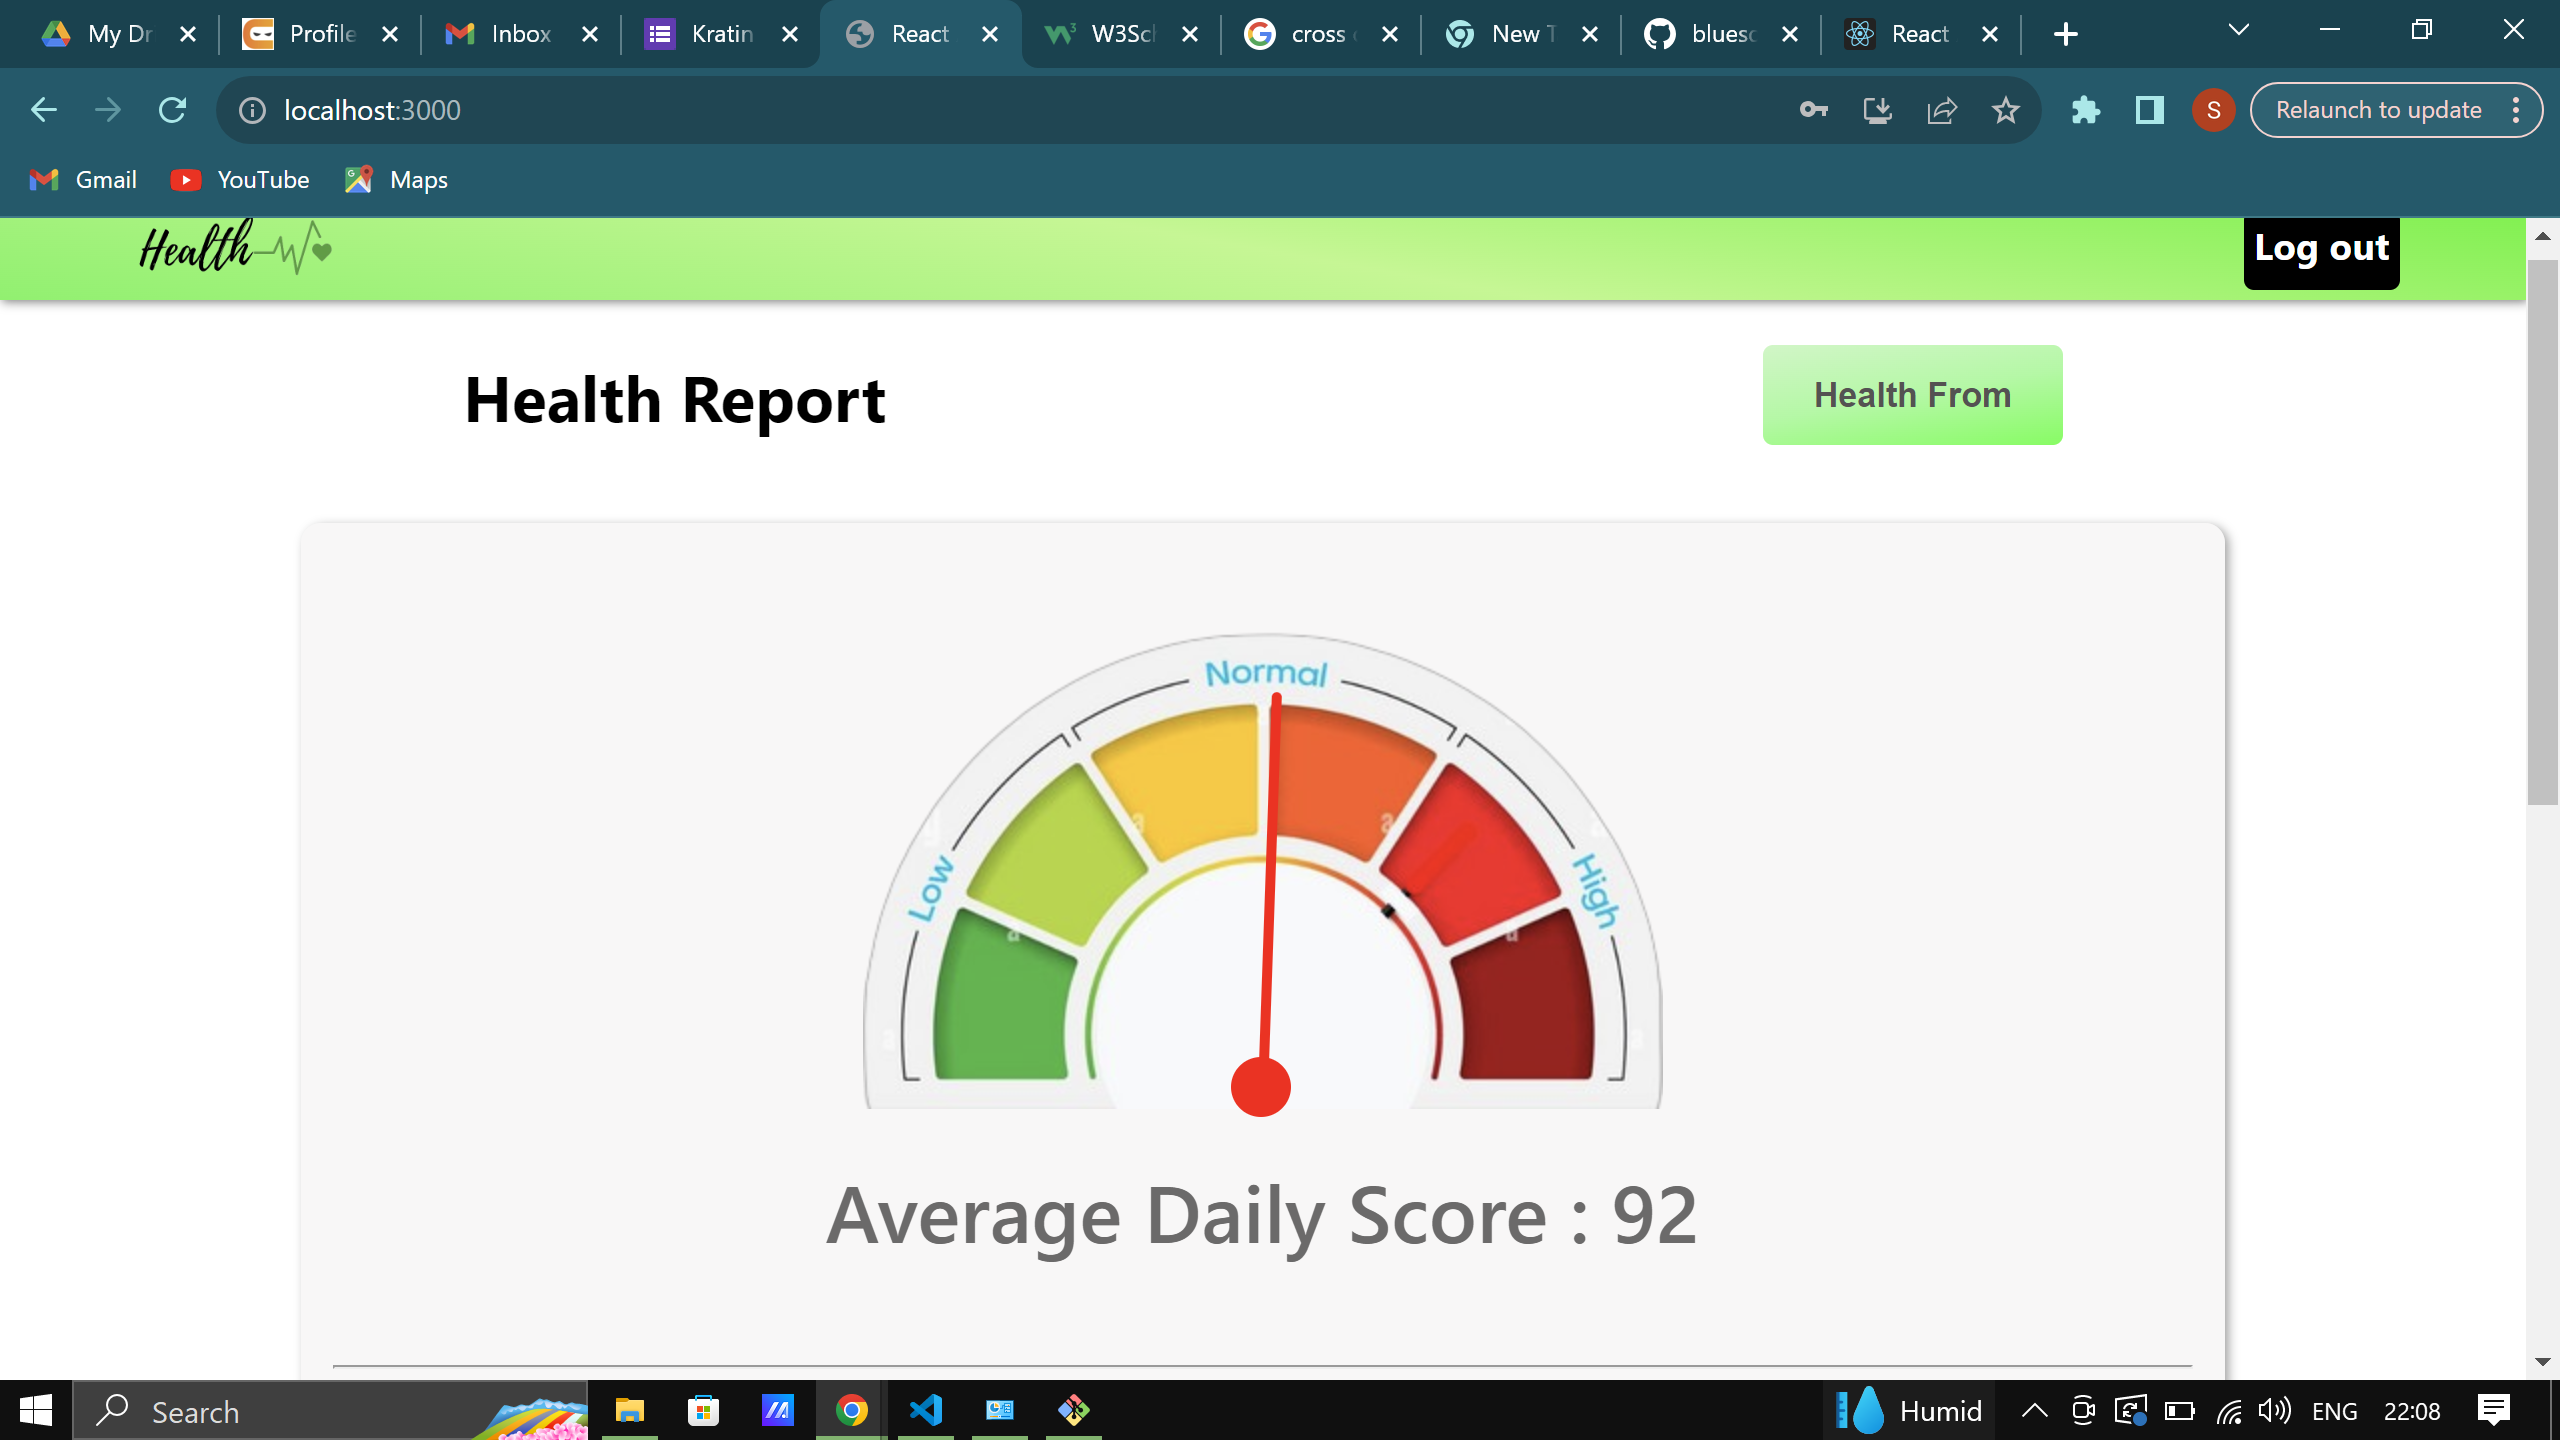 My Dr
Profile
Inbox
Kratin
React
W3Sch
cross
New T
bluesc
React
localhost:3000
Relaunch to update
S
Gmail
YouTube
Maps
Health
Log out
Health Report
Health From
Normal
Low
High
Average Daily Score : 92
Search
Humid
ENG
22:08